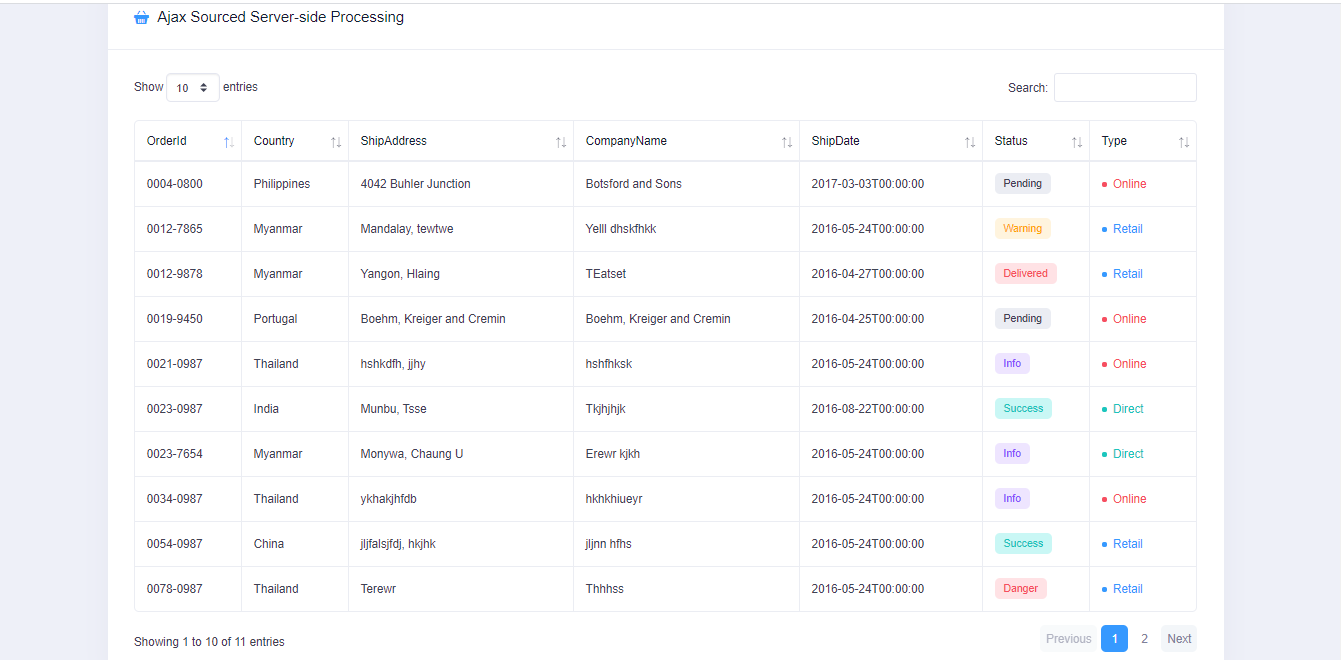 Ajax Sourced Server-side Processing
Show 10 entries Search:
OrderId Country ShipAddress CompanyName ShipDate Status Type
0004-0800 Philippines 4042 Buhler Junction Botsford and Sons 2017-03-03T00:00:00 Pending Online
0012-7865 Myanmar Mandalay, tewtwe Yelll dhskfhkk 2016-05-24T00:00:00 Warning Retail
0012-9878 Myanmar Yangon, Hlaing TEatset 2016-04-27T00:00:00 Delivered Retail
0019-9450 Portugal Boehm, Kreiger and Cremin Boehm, Kreiger and Cremin 2016-04-25T00:00:00 Pending Online
0021-0987 Thailand hshkdfh, jjhy hshfhksk 2016-05-24T00:00:00 Info Online
0023-0987 India Munbu, Tsse Tkjhjhjk 2016-08-22T00:00:00 Success Direct
0023-7654 Myanmar Monywa, Chaung U Erewr kjkh 2016-05-24T00:00:00 Info Direct
0034-0987 Thailand ykhakjhfdb hkhkhiueyr 2016-05-24T00:00:00 Info Online
0054-0987 China jljfalsjfdj, hkjhk jljnn hfhs 2016-05-24T00:00:00 Success Retail
0078-0987 Thailand Terewr Thhhss 2016-05-24T00:00:00 Danger Retail
Showing 1 to 10 of 11 entries Previous 1 2 Next